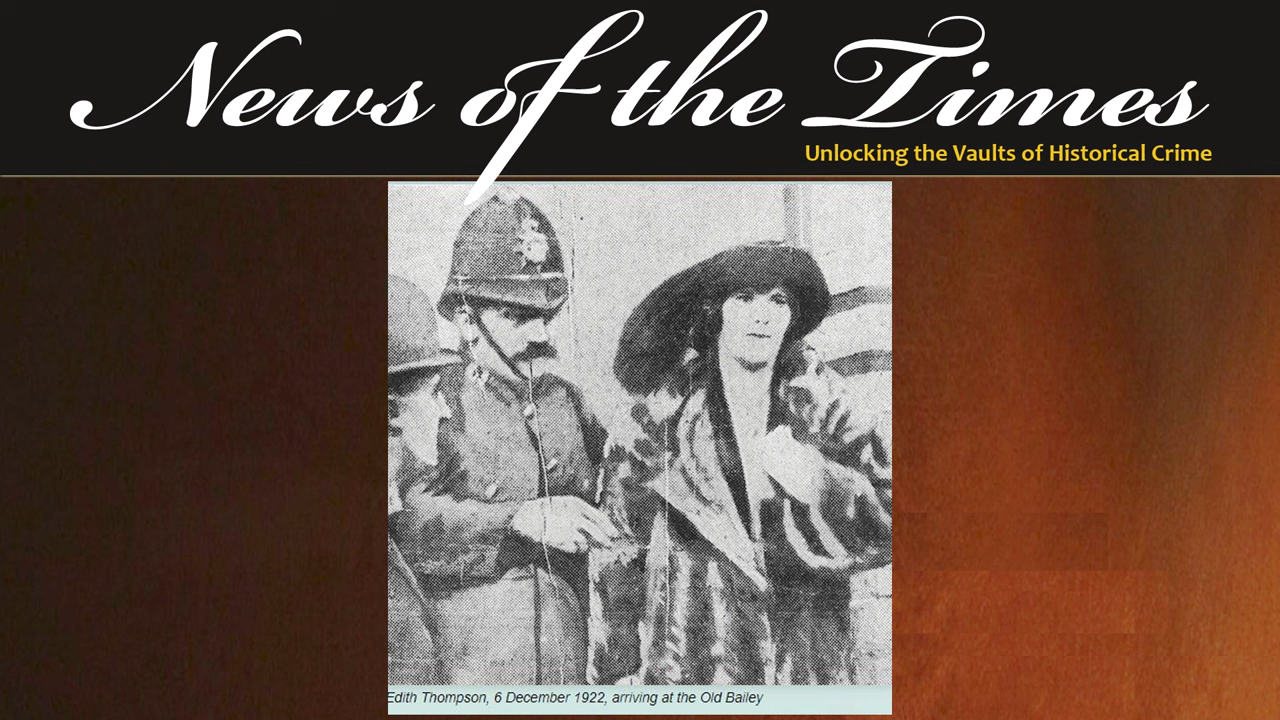 News of the Times
Unlocking the Vaults of Historical Crime
Edith Thompson, 6 December 1922, arriving at the Old Bailey